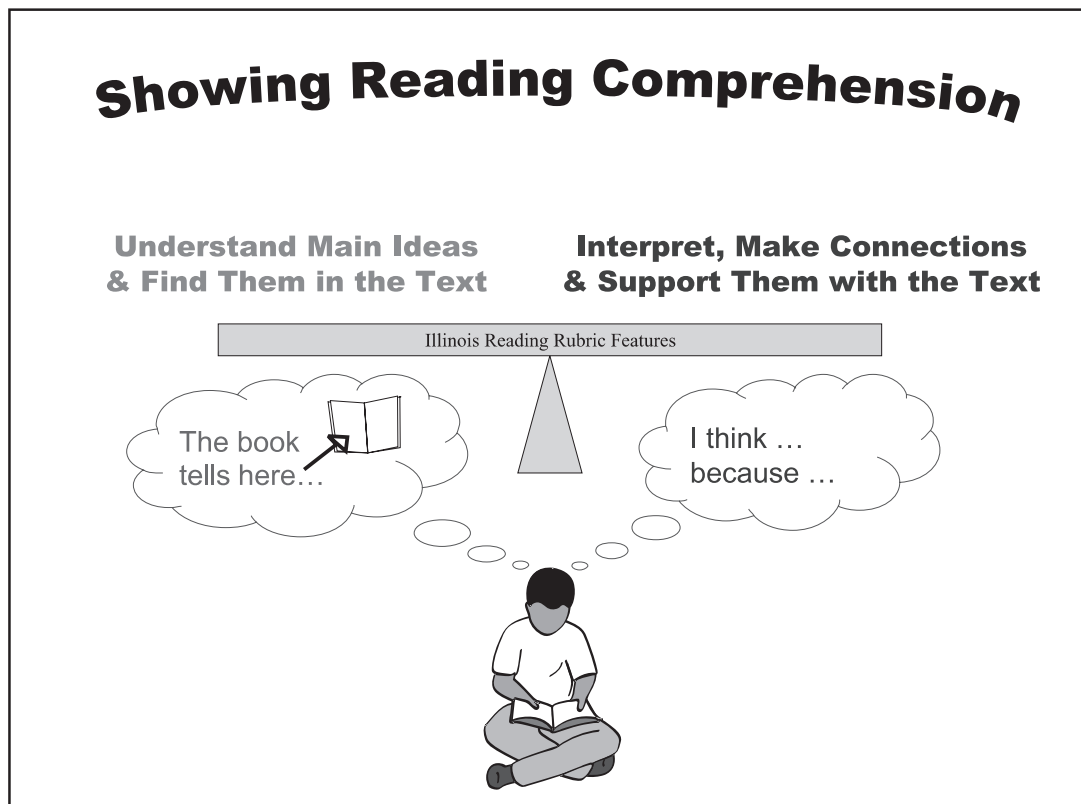 Showing Reading Comprehension
Understand Main Ideas
& Find Them in the Text
Interpret, Make Connections
& Support Them with the Text
Illinois Reading Rubric Features
The book
tells here…
I think …
because …